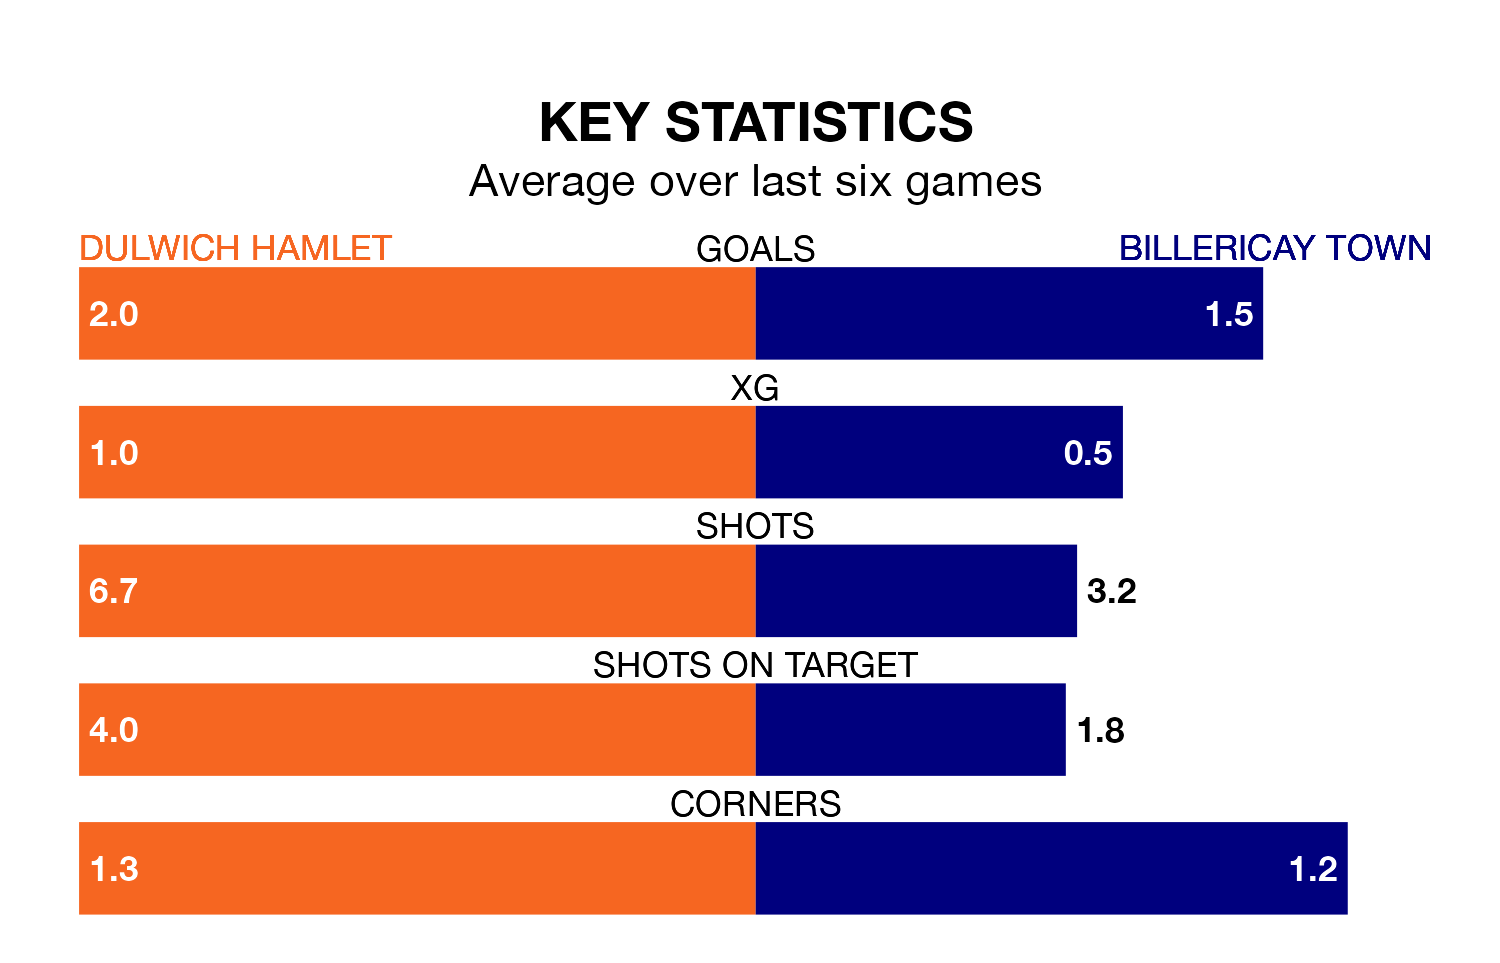 KEY STATISTICS
Average over last six games
DULWICH HAMLET GOALS BILLERICAY TOWN
2.0 1.5
XG
1.0 0.5
SHOTS
6.7 3.2
SHOTS ON TARGET
4.0 1.8
CORNERS
1.3 1.2